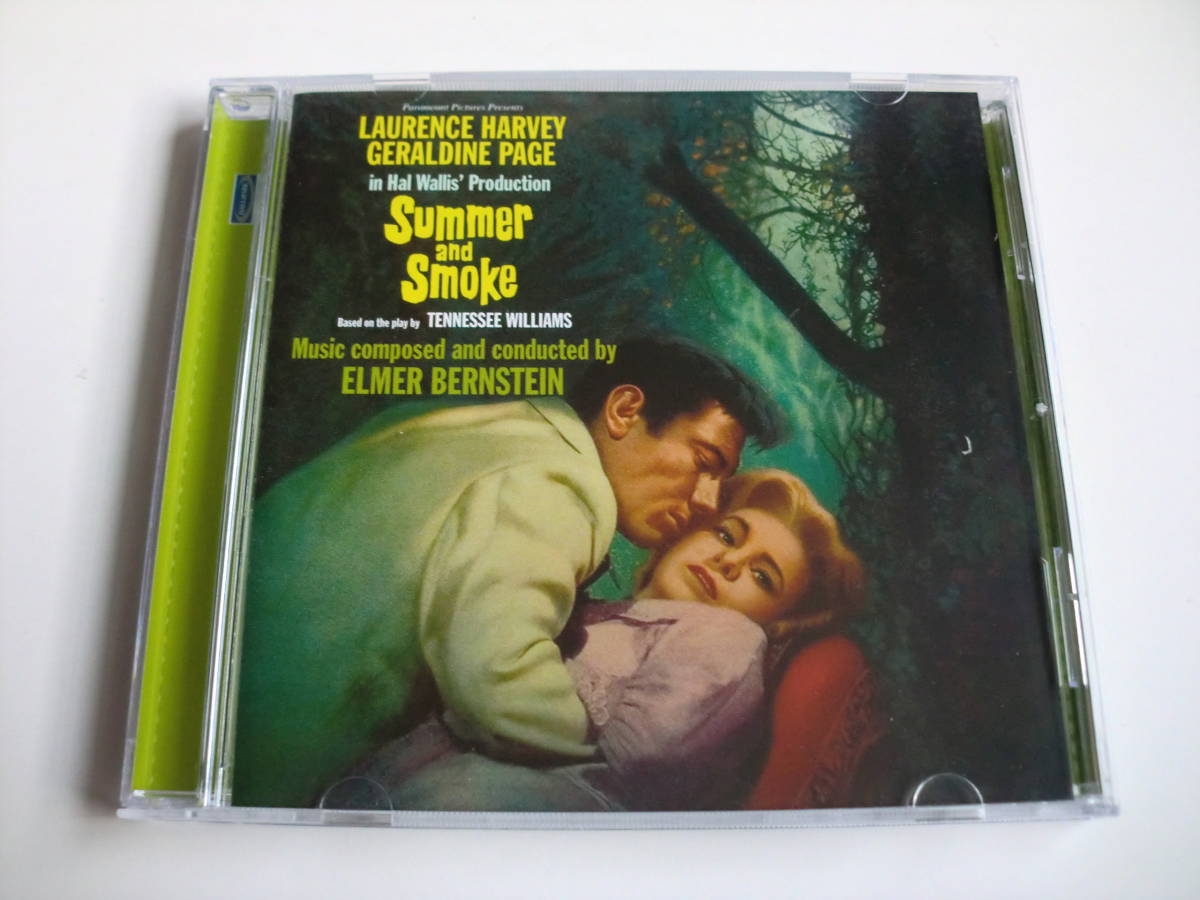 Paramount Pictures Presents
LAURENCE HARVEY
GERALDINE PAGE
in Hal Wallis' Production
Summer
and
Smoke
Based on the play by TENNESSEE WILLIAMS
Music composed and conducted by
ELMER BERNSTEIN